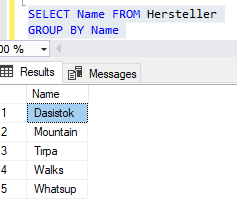 SELECT Name FROM Hersteller
GROUP BY Name
00 %
Results Messages
Name
1 Dasistok
2 Mountain
3 Tırpa
4 Walks
5 Whatsup